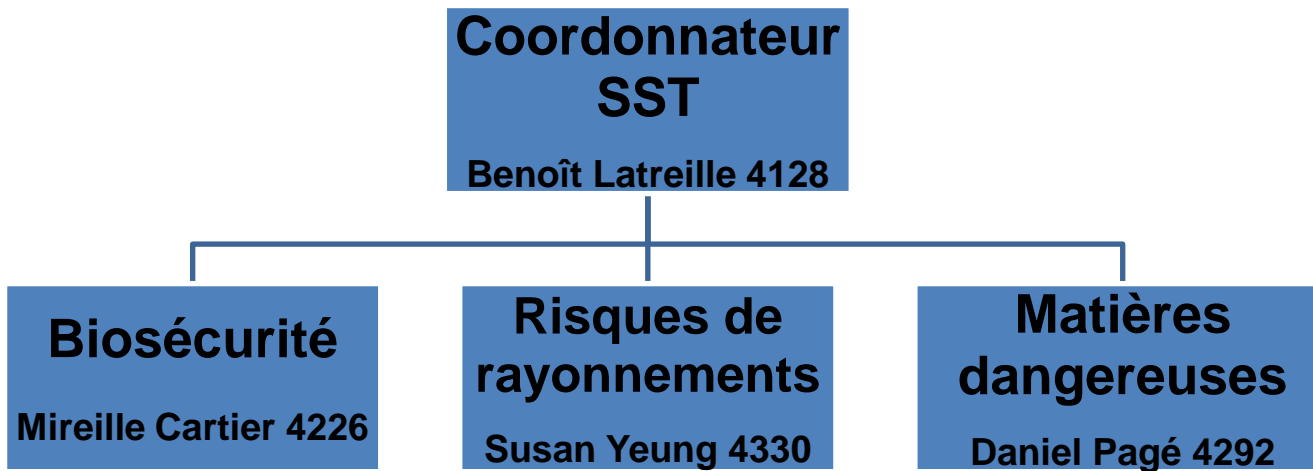 Coordonnateur
SST
Benoît Latreille 4128
Biosécurité
Mireille Cartier 4226
Risques de
rayonnements
Susan Yeung 4330
Matières
dangereuses
Daniel Pagé 4292